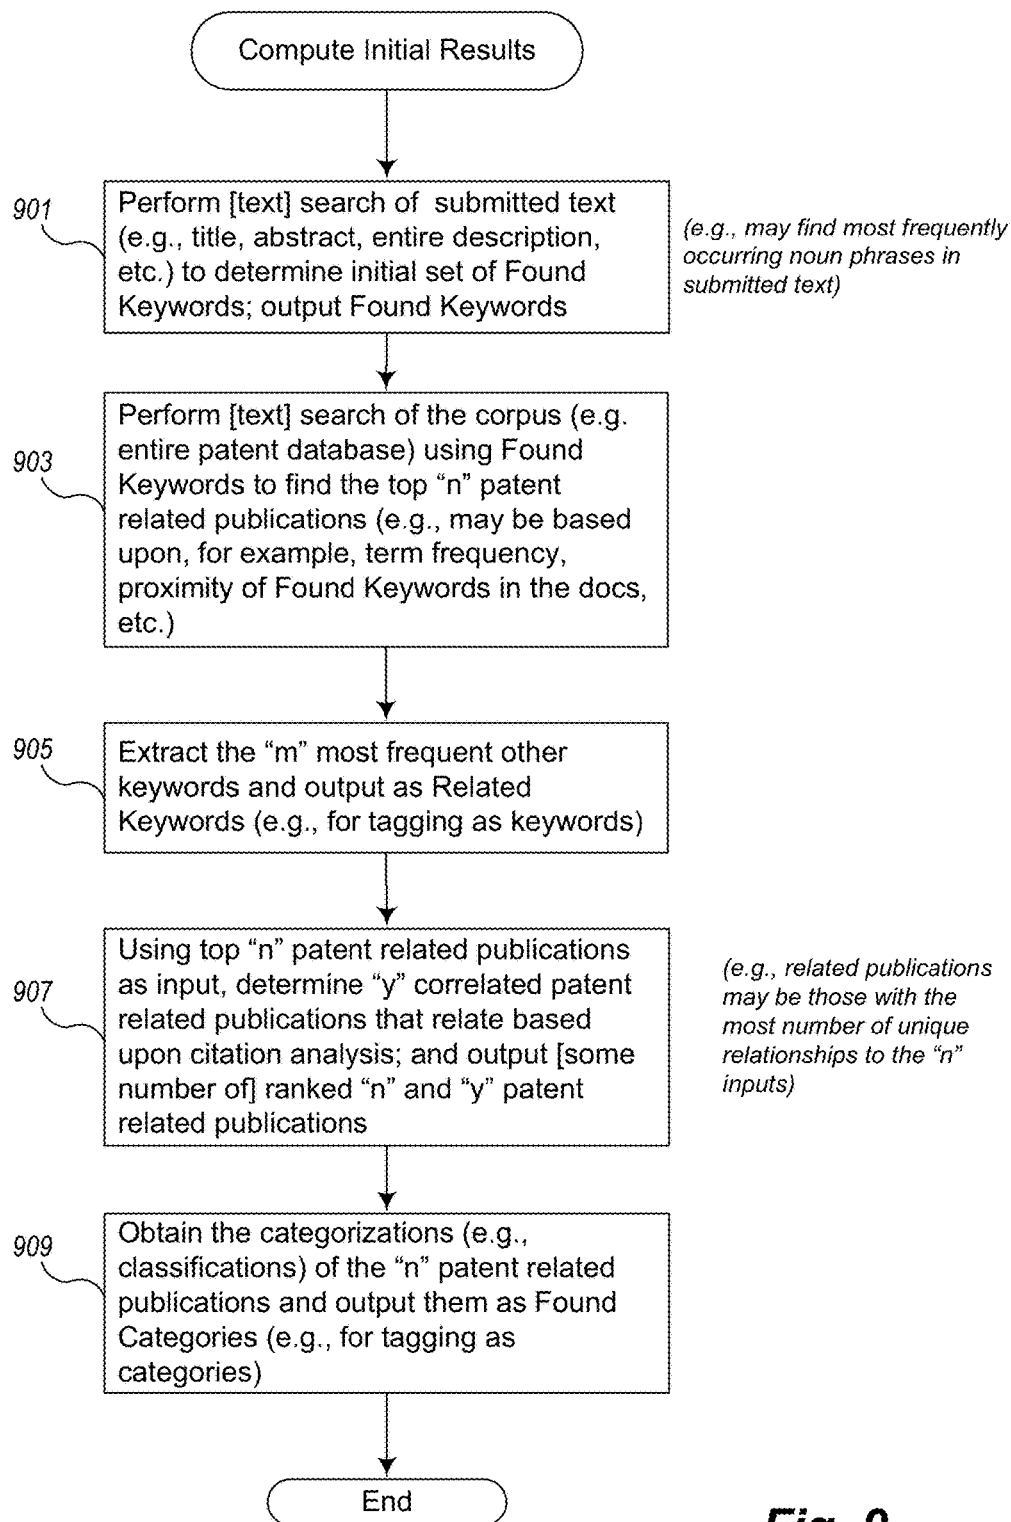 Compute Initial Results
901
Perform [text] search of submitted text
(e.g., title, abstract, entire description,
etc.) to determine initial set of Found
Keywords; output Found Keywords
(e.g., may find most frequently
occurring noun phrases in
submitted text)
903
Perform [text] search of the corpus (e.g.
entire patent database) using Found
Keywords to find the top “n” patent
related publications (e.g., may be based
upon, for example, term frequency,
proximity of Found Keywords in the docs,
etc.)
905
Extract the “m” most frequent other
keywords and output as Related
Keywords (e.g., for tagging as keywords)
907
Using top “n” patent related publications
as input, determine “y” correlated patent
related publications that relate based
upon citation analysis; and output [some
number of] ranked “n” and “y” patent
related publications
(e.g., related publications
may be those with the
most number of unique
relationships to the “n”
inputs)
909
Obtain the categorizations (e.g.,
classifications) of the “n” patent related
publications and output them as Found
Categories (e.g., for tagging as
categories)
End
Fig. 9